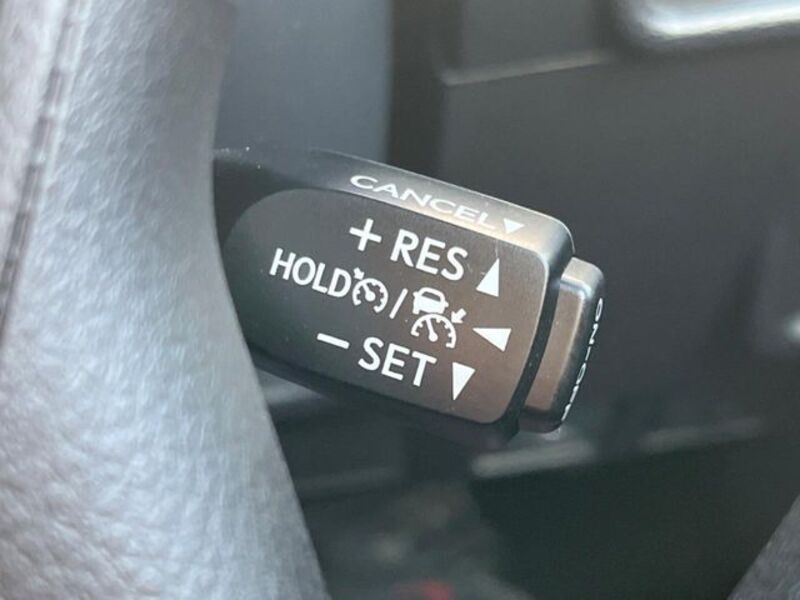 CANCEL
+ RES
HOLD /
− SET